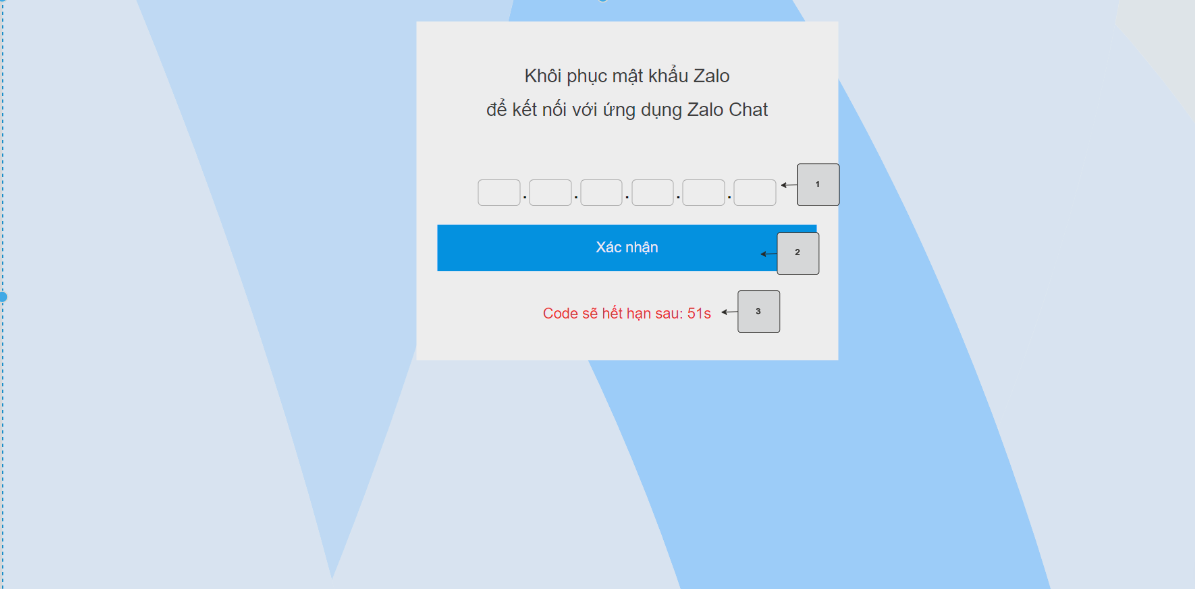 Khôi phục mật khẩu Zalo
để kết nối với ứng dụng Zalo Chat
1
Xác nhận
2
Code sẽ hết hạn sau: 51s
3